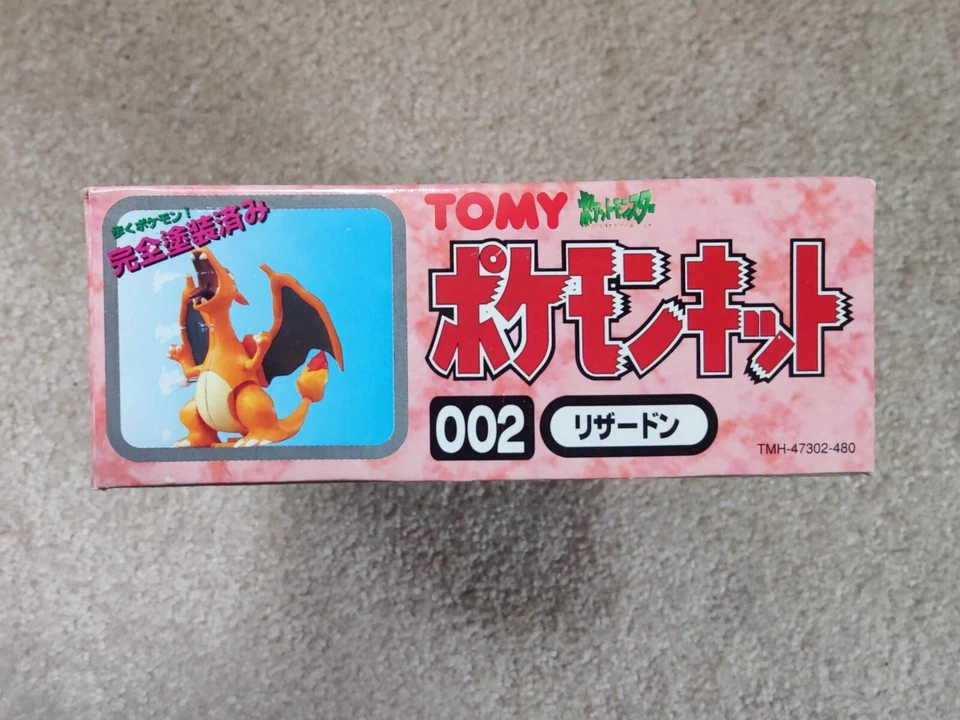 歩くポケモン!
完全塗装済み
TOMY
ポケットモンスター
ポケモンキット
002
リザードン
TMH-47302-480